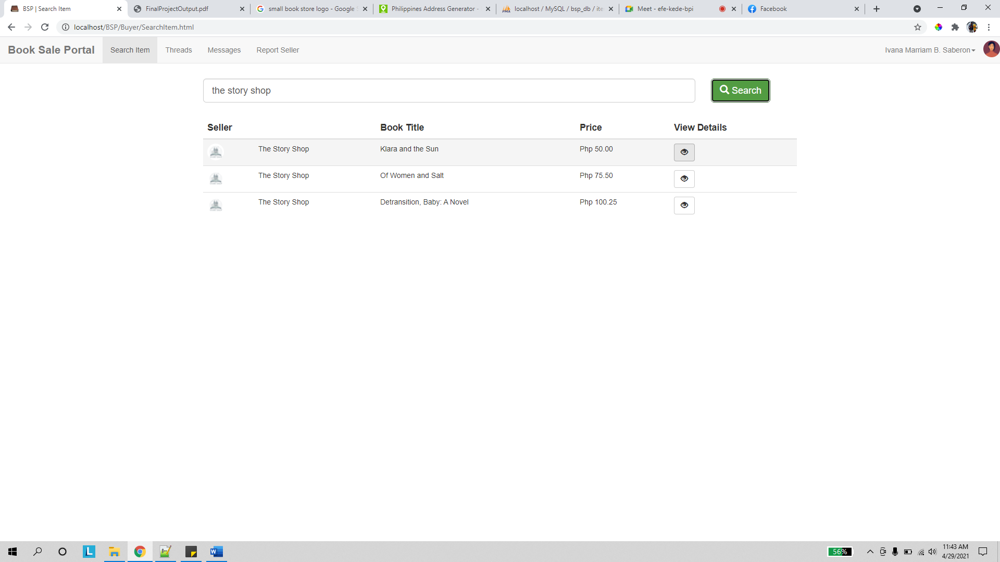 BSP | Search Item
FinalProjectOutput.pdf
small book store logo - Google
Philippines Address Generator -
localhost / MySQL / bsp_db / ite
Meet - efe-kede-bpi
Facebook
localhost/BSP/Buyer/SearchItem.html
Book Sale Portal
Search Item
Threads
Messages
Report Seller
Ivana Marriam B. Saberon
the story shop
Search
Seller Book Title Price View Details
The Story Shop Klara and the Sun Php 50.00
The Story Shop Of Women and Salt Php 75.50
The Story Shop Detransition, Baby: A Novel Php 100.25
56%
11:43 AM
4/29/2021